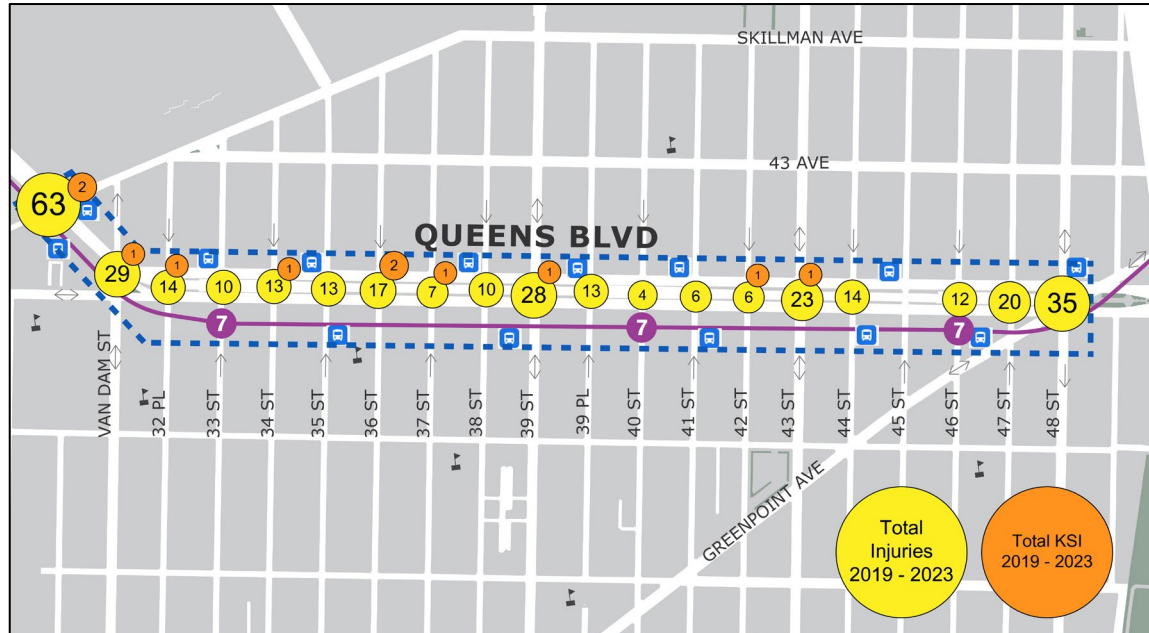 SKILLMAN AVE
43 AVE
QUEENS BLVD
63
2
29
1
14
1
10
13
1
13
17
2
7
1
10
28
1
13
4
6
6
1
23
1
14
12
20
35
7
7
7
VAN DAM ST
32 PL
33 ST
34 ST
35 ST
36 ST
37 ST
38 ST
39 ST
39 PL
40 ST
41 ST
42 ST
43 ST
44 ST
45 ST
46 ST
47 ST
48 ST
GREENPOINT AVE
Total
Injuries
2019 - 2023
Total KSI
2019 - 2023